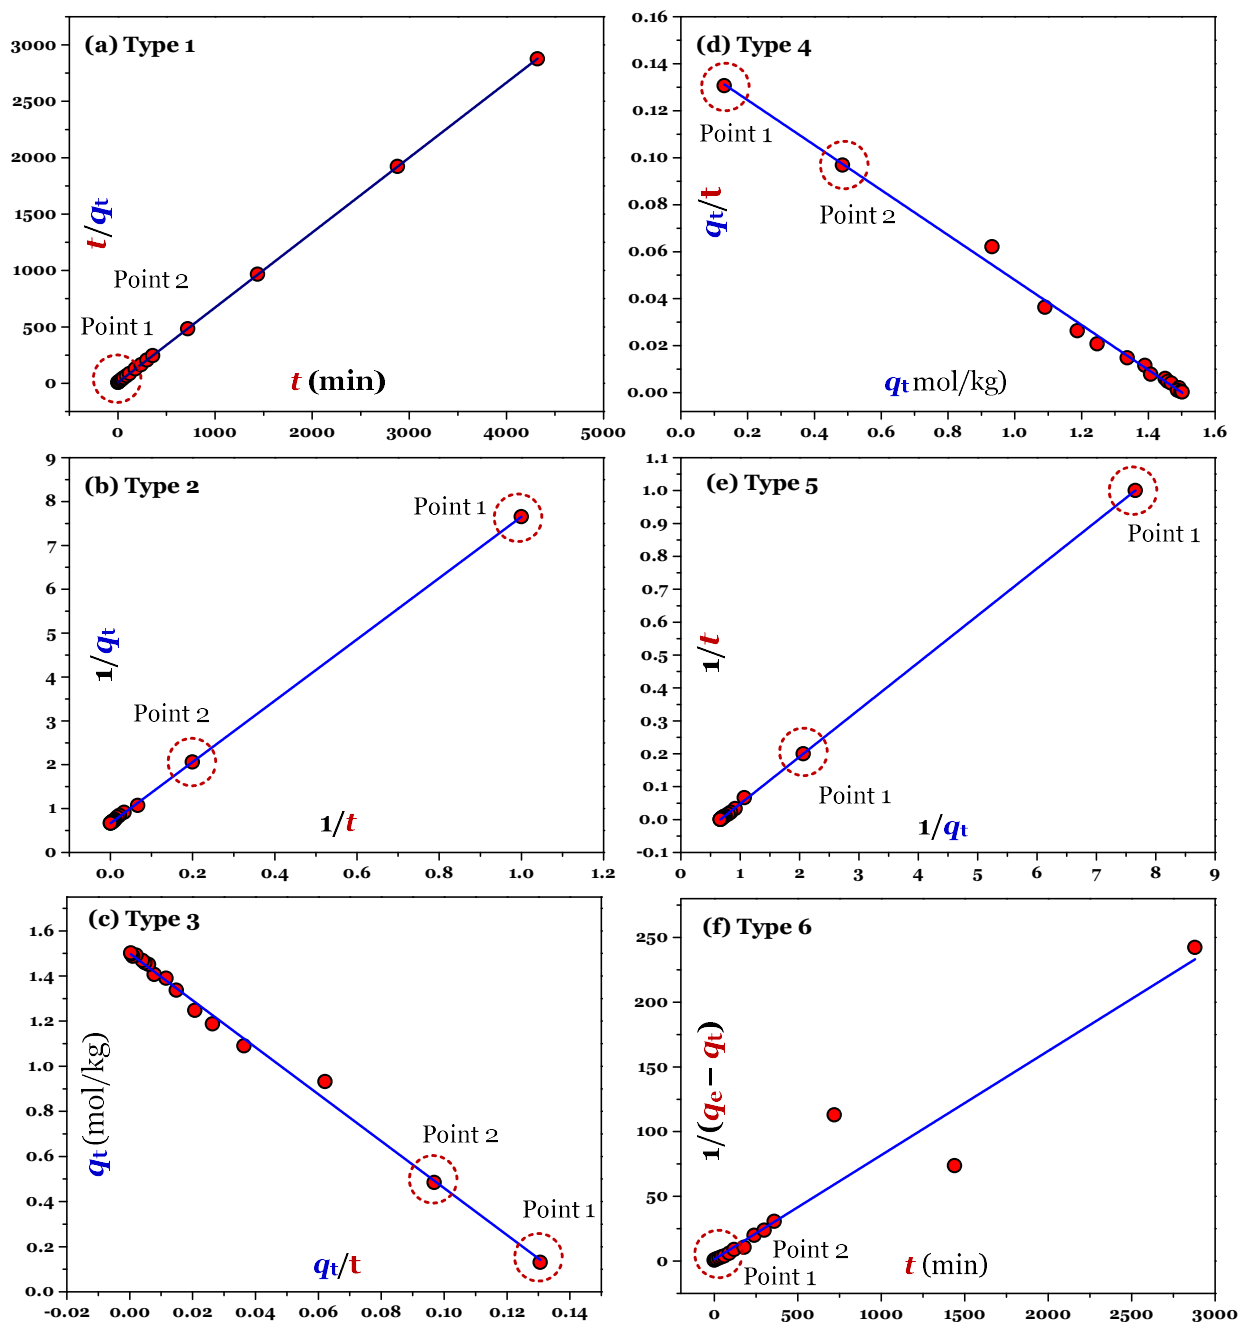 (a) Type 1
3000
2500
2000
1500
1000
500
0
t/qt
Point 2
Point 1
t (min)
0 1000 2000 3000 4000 5000
(d) Type 4
0.16
0.14
0.12
0.10
0.08
0.06
0.04
0.02
0.00
qt/t
Point 1
Point 2
qt mol/kg)
0.0 0.2 0.4 0.6 0.8 1.0 1.2 1.4 1.6
(b) Type 2
9
8
7
6
5
4
3
2
1
0
1/qt
Point 1
Point 2
1/t
0.0 0.2 0.4 0.6 0.8 1.0 1.2
(e) Type 5
1.1
1.0
0.9
0.8
0.7
0.6
0.5
0.4
0.3
0.2
0.1
0.0
-0.1
1/t
Point 1
Point 1
1/qt
0 1 2 3 4 5 6 7 8 9
(c) Type 3
1.6
1.4
1.2
1.0
0.8
0.6
0.4
0.2
0.0
qt (mol/kg)
Point 2
Point 1
qt/t
-0.02 0.00 0.02 0.04 0.06 0.08 0.10 0.12 0.14
(f) Type 6
250
200
150
100
50
0
1/(qe − qt)
Point 2
Point 1
t (min)
0 500 1000 1500 2000 2500 3000